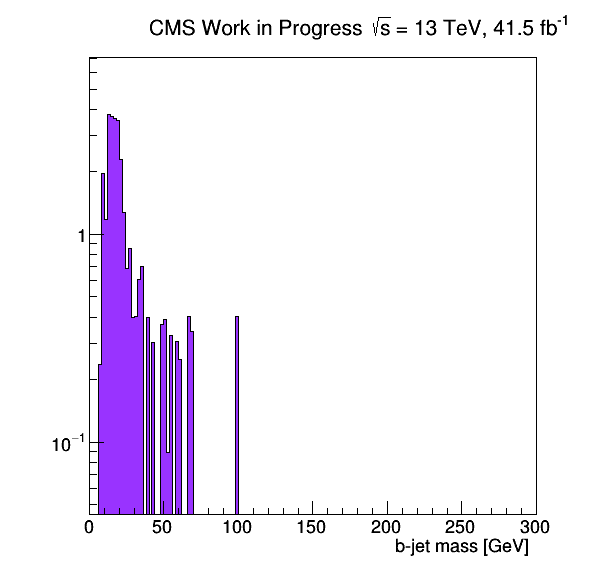 CMS Work in Progress √s = 13 TeV, 41.5 fb⁻¹
1
10⁻¹
0 50 100 150 200 250 300
b-jet mass [GeV]